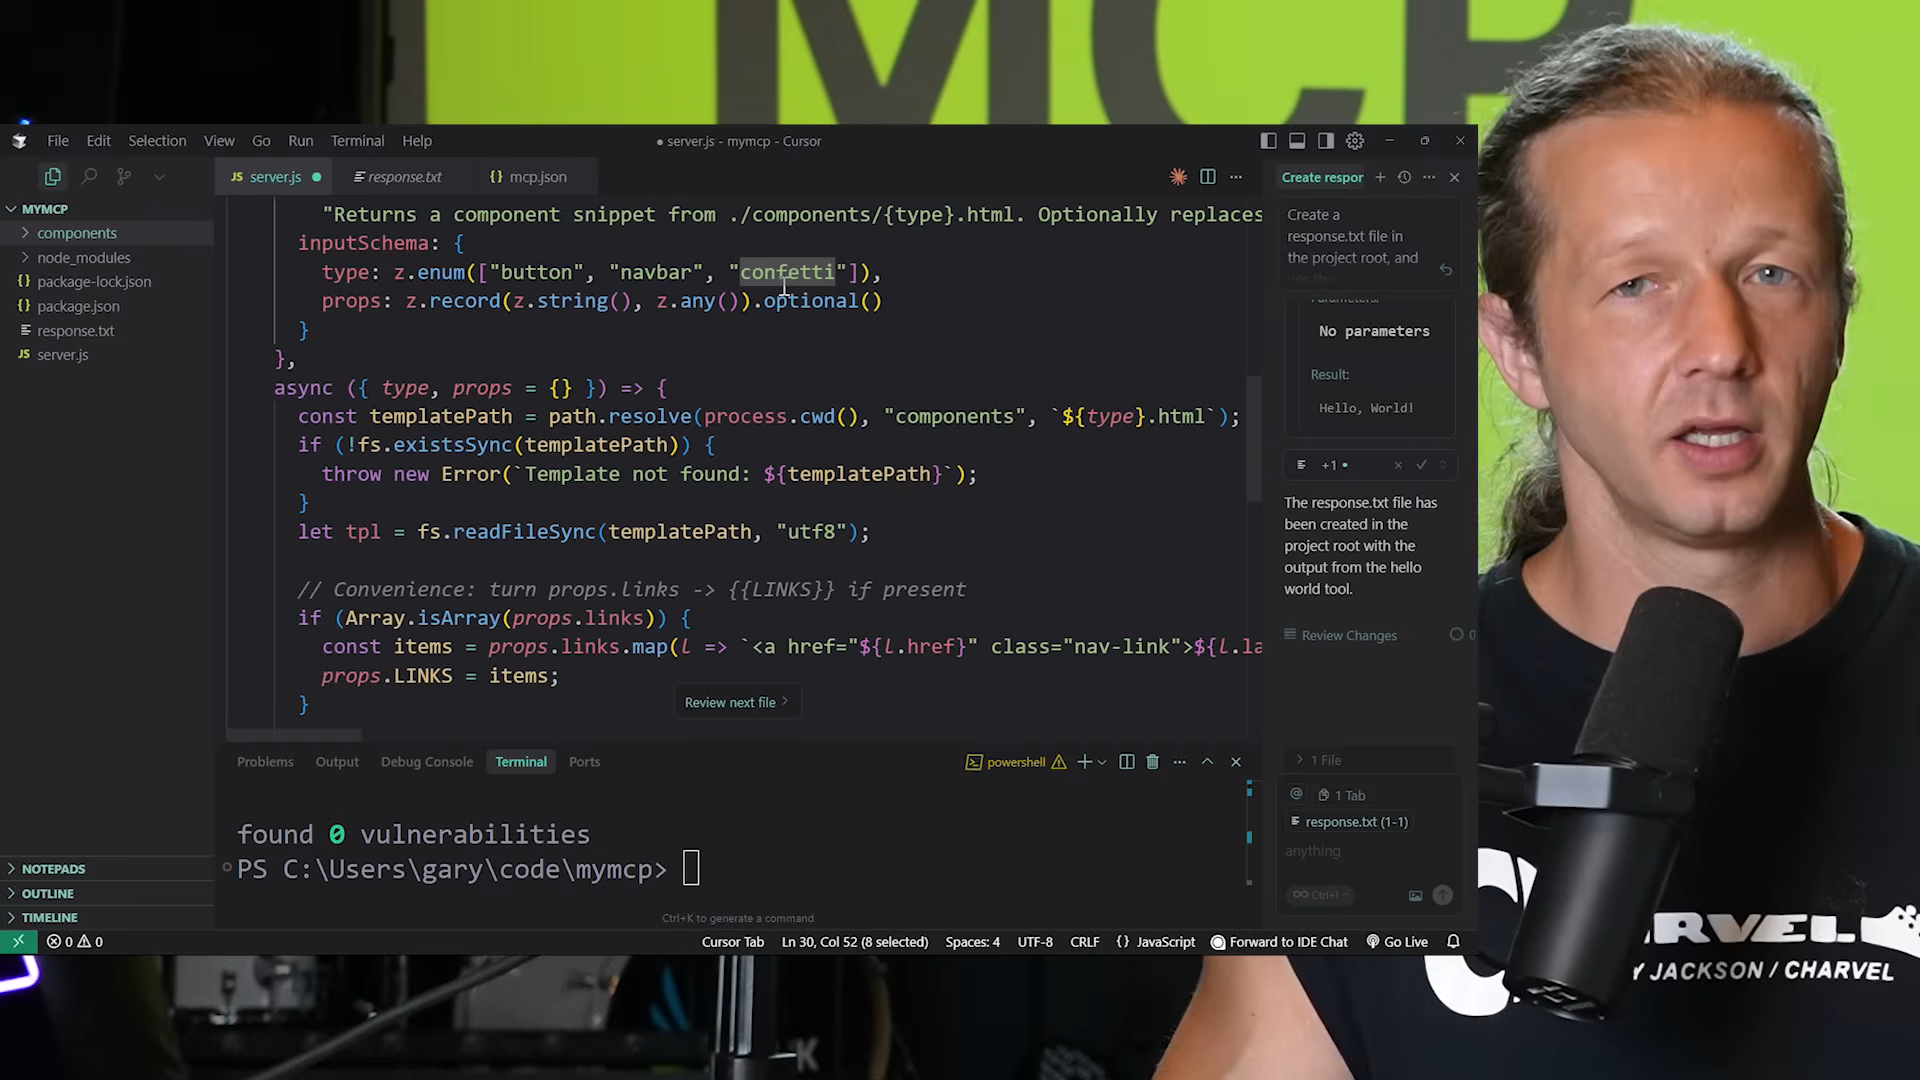 MCP
File Edit Selection View Go Run Terminal Help
● server.js - mymcp - Cursor
JS server.js ●
response.txt
{} mcp.json
Create respor
MYMCP
components
node_modules
package-lock.json
package.json
response.txt
JS server.js
NOTEPADS
OUTLINE
TIMELINE
"Returns a component snippet from ./components/{type}.html. Optionally replaces
inputSchema: {
type: z.enum(["button", "navbar", "confetti"]),
props: z.record(z.string(), z.any()).optional()
}
},
async ({ type, props = {} }) => {
const templatePath = path.resolve(process.cwd(), "components", `${type}.html`);
if (!fs.existsSync(templatePath)) {
throw new Error(`Template not found: ${templatePath}`);
}
let tpl = fs.readFileSync(templatePath, "utf8");
// Convenience: turn props.links -> {{LINKS}} if present
if (Array.isArray(props.links)) {
const items = props.links.map(l => `<a href="${l.href}" class="nav-link">${l.la
props.LINKS = items;
}
Review next file
Create a
response.txt file in
the project root, and
Parameters:
No parameters
Result:
Hello, World!
+1
The response.txt file has
been created in the
project root with the
output from the hello
world tool.
Review Changes
1 File
@ 1 Tab
response.txt (1-1)
anything
Ctrl+I
Problems Output Debug Console Terminal Ports
powershell
found 0 vulnerabilities
PS C:\Users\gary\code\mymcp>
Ctrl+K to generate a command
0 0
Cursor Tab
Ln 30, Col 52 (8 selected)
Spaces: 4
UTF-8
CRLF
{} JavaScript
Forward to IDE Chat
Go Live
RVEL
Y JACKSON / CHARVEL